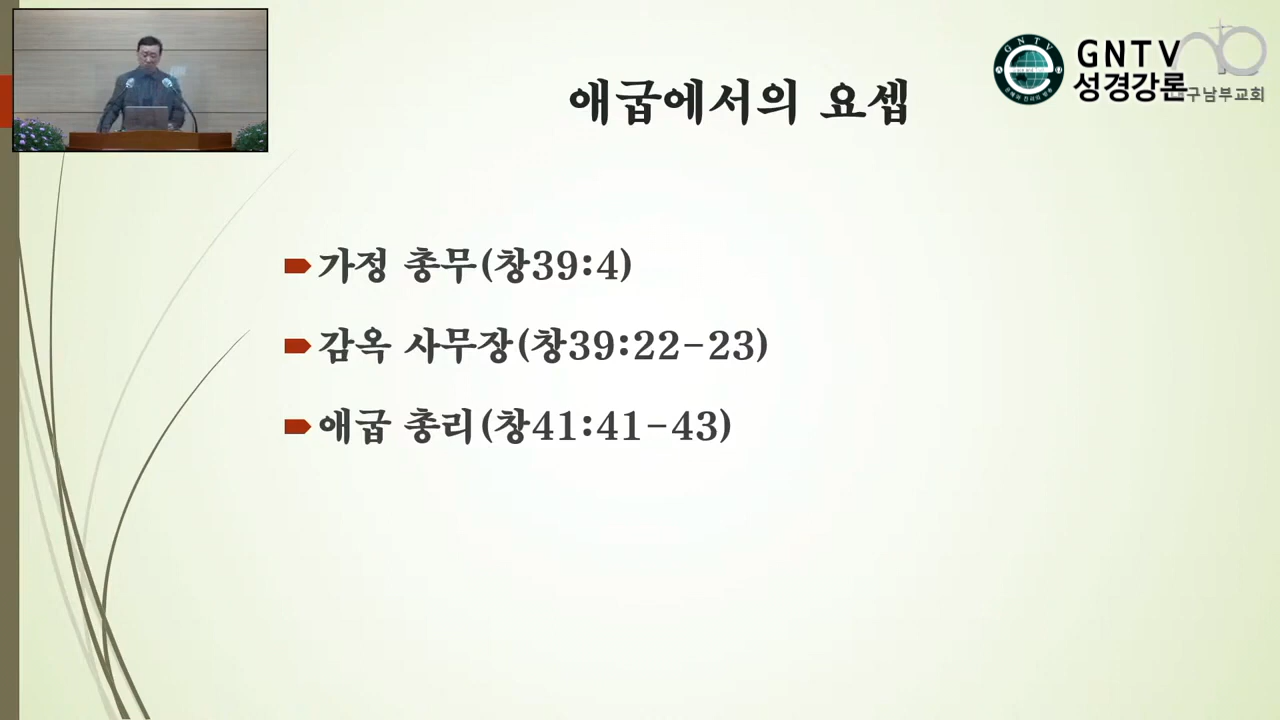 애굽에서의 요셉
GNTV
성경강론
대구남부교회
GNTV
가정 총무(창39:4)
감옥 사무장(창39:22-23)
애굽 총리(창41:41-43)